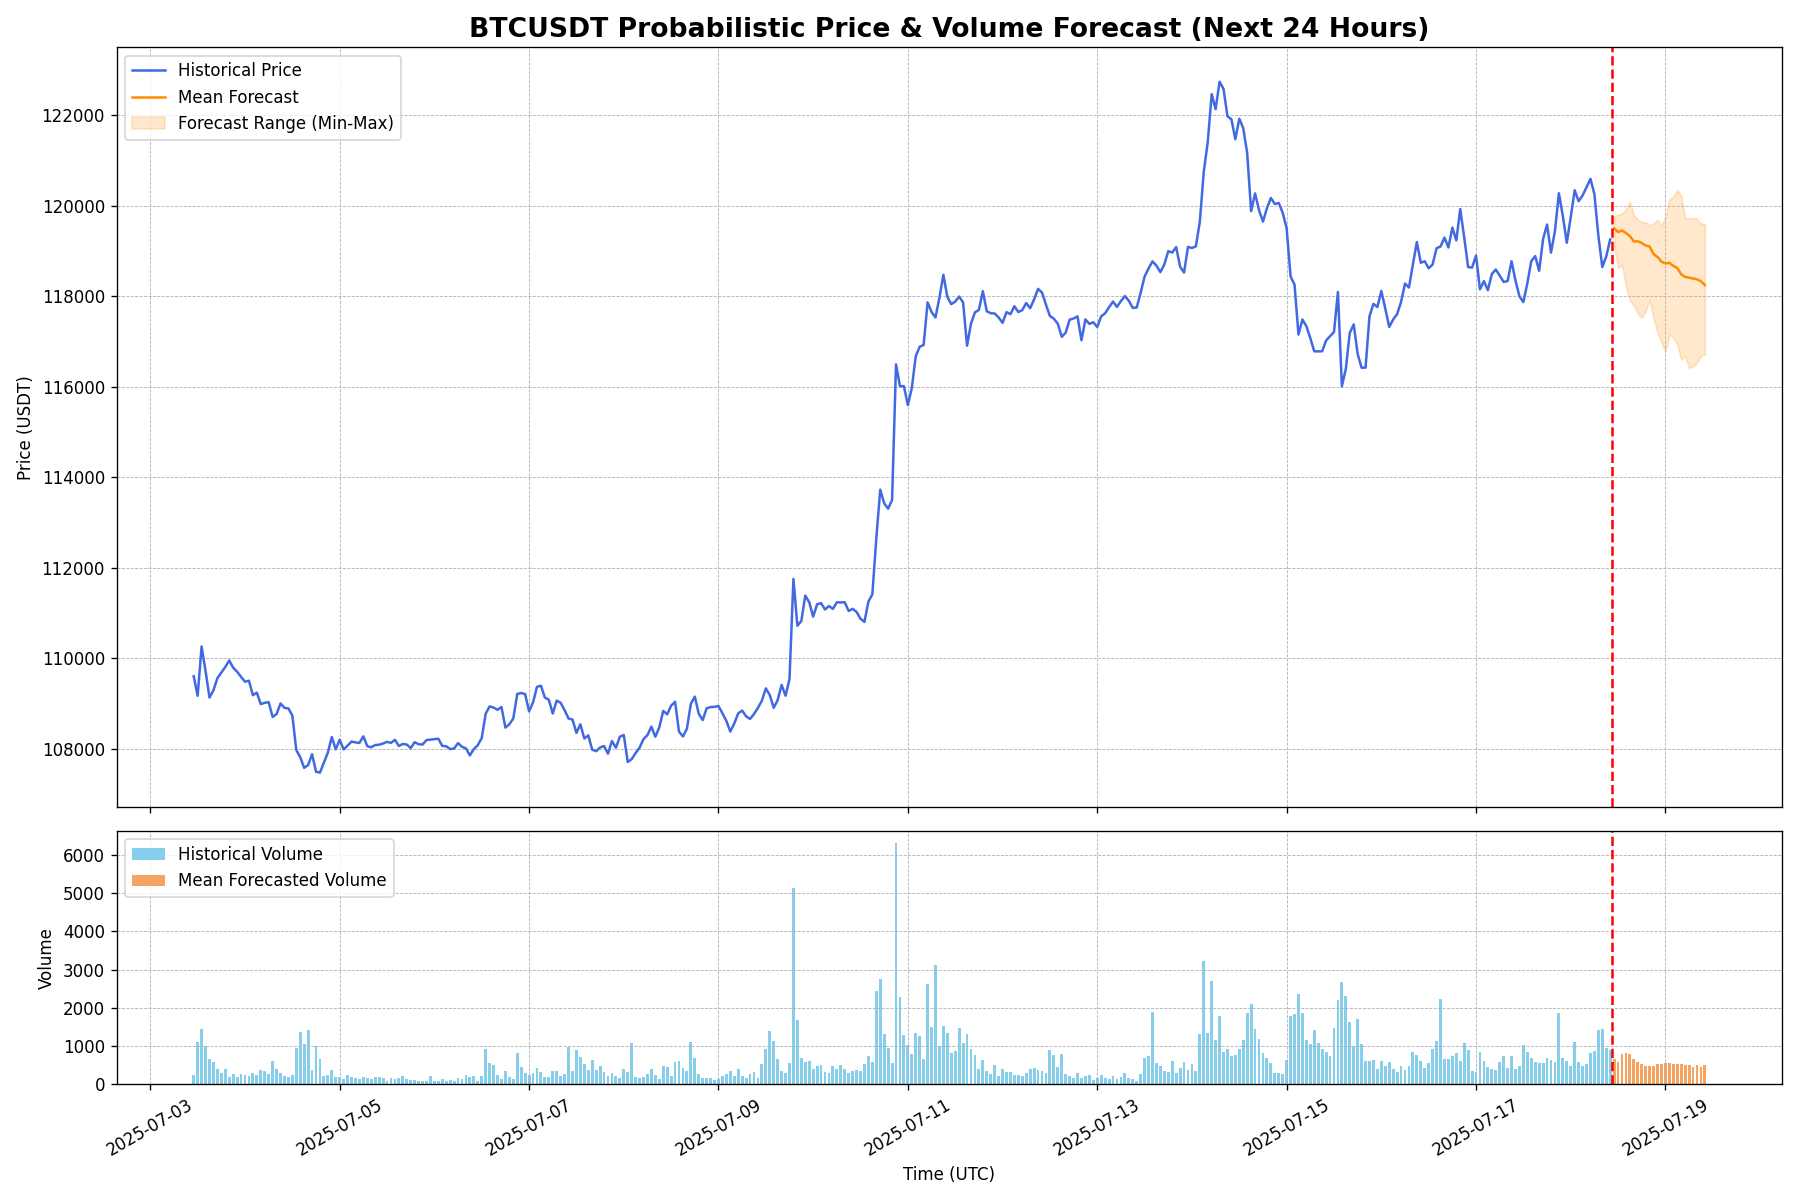 BTCUSDT Probabilistic Price & Volume Forecast (Next 24 Hours)
Historical Price
Mean Forecast
Forecast Range (Min-Max)
122000
120000
118000
116000
114000
112000
110000
108000
Price (USDT)
Historical Volume
Mean Forecasted Volume
6000
5000
4000
3000
2000
1000
0
Volume
2025-07-03
2025-07-05
2025-07-07
2025-07-09
2025-07-11
2025-07-13
2025-07-15
2025-07-17
2025-07-19
Time (UTC)